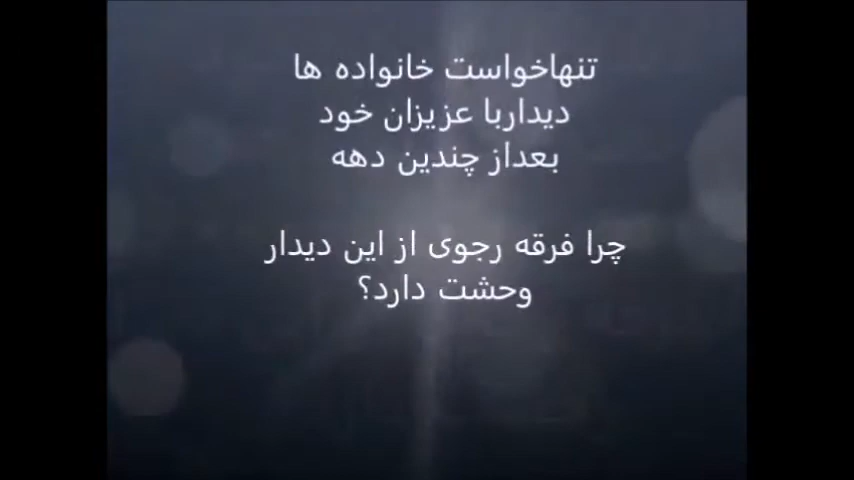 تنهاخواست خانواده ها
دیداربا عزیزان خود
بعداز چندین دهه
چرا فرقه رجوی از این دیدار
وحشت دارد؟